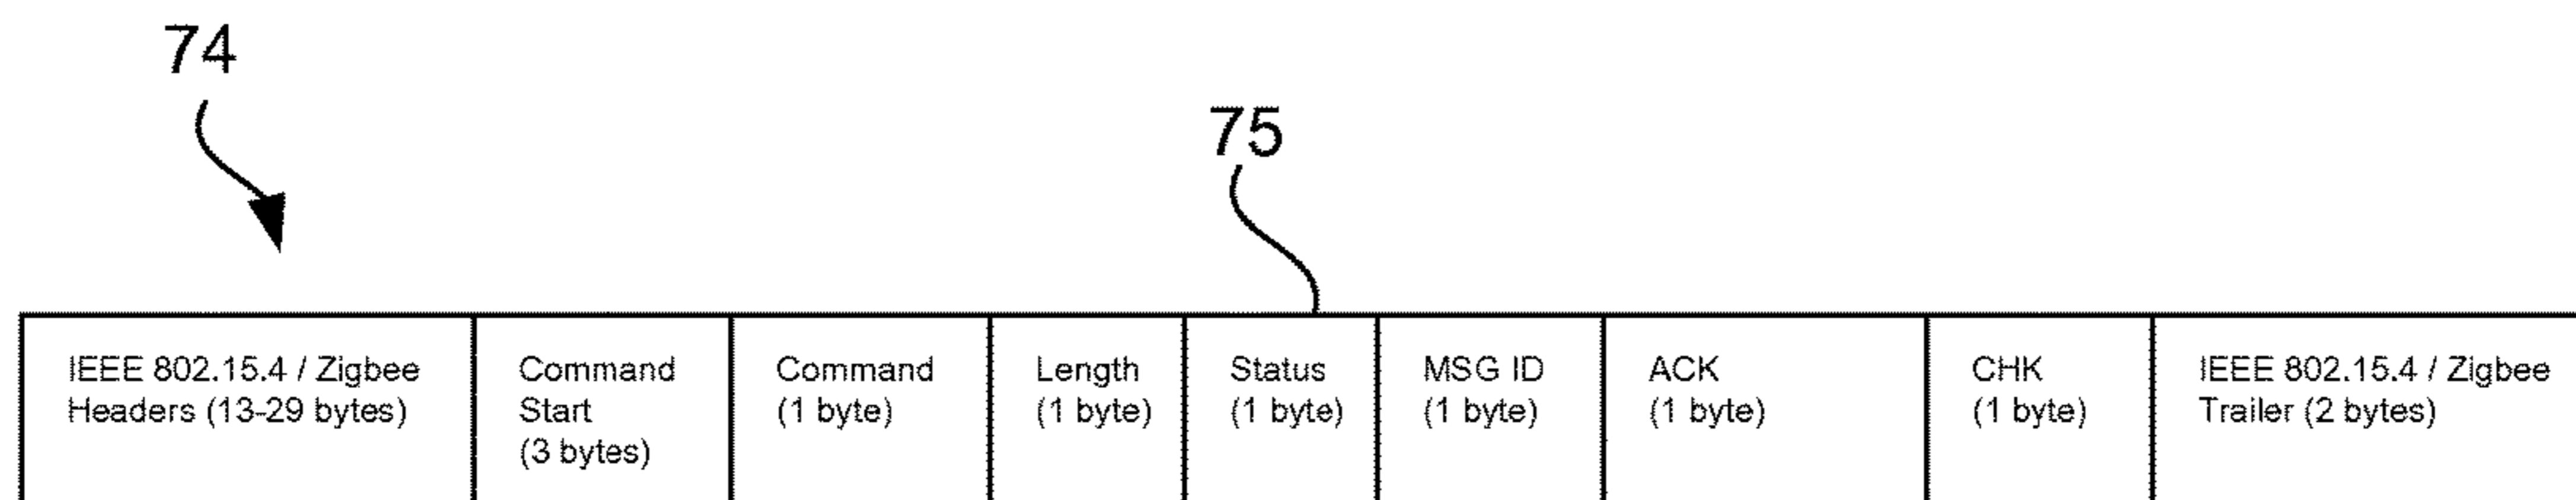 74
75
IEEE 802.15.4 / Zigbee
Headers (13-29 bytes)
Command
Start
(3 bytes)
Command
(1 byte)
Length
(1 byte)
Status
(1 byte)
MSG ID
(1 byte)
ACK
(1 byte)
CHK
(1 byte)
IEEE 802.15.4 / Zigbee
Trailer (2 bytes)